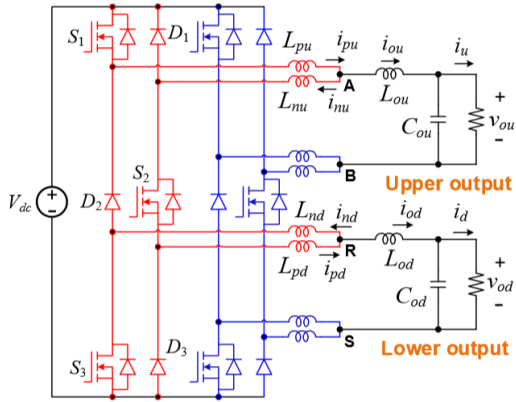 S1 D1
Lpu ipu iou iu
A
Lnu inu Lou
Cou + vou -
B
Upper output
Vdc + -
S2
D2
Lnd ind iod id
R
Lpd ipd Lod
Cod + vod -
S
Lower output
S3 D3